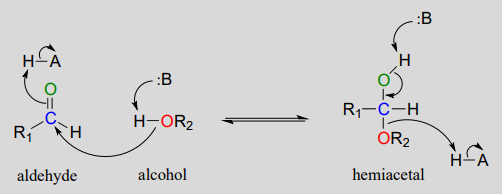 :B
H–A
H
O
O
:B
C
R₁
H
H–OR₂
R₁–C–H
OR₂
H–A
aldehyde
alcohol
hemiacetal